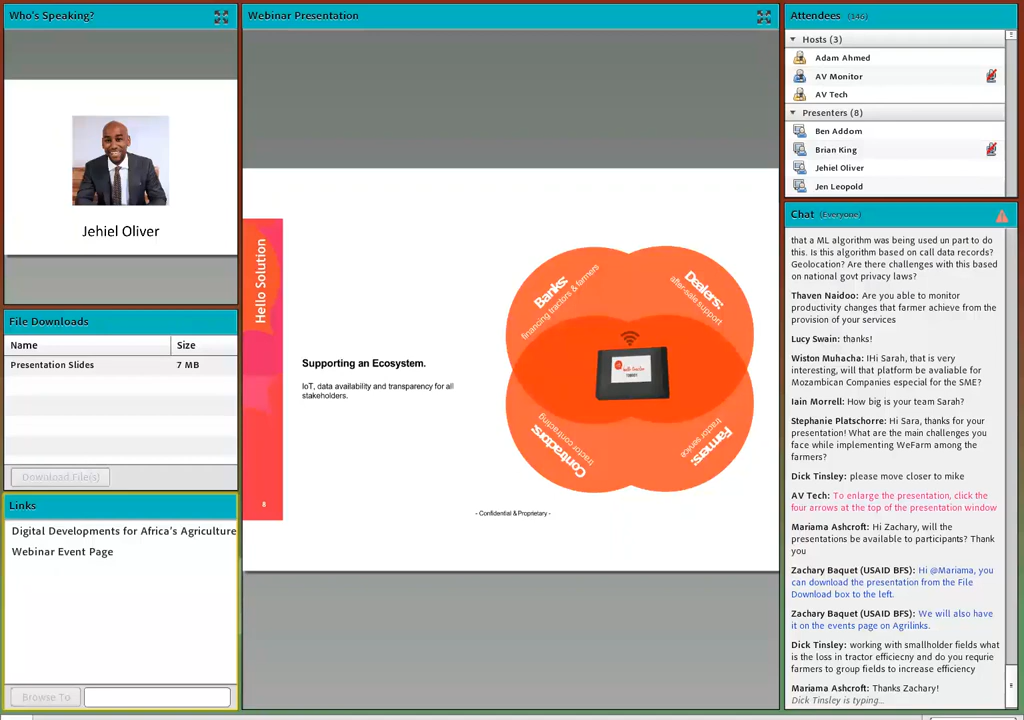 Who's Speaking?
Jehiel Oliver
File Downloads
Name Size
Presentation Slides 7 MB
Download File(s)
Links
Digital Developments for Africa's Agriculture
Webinar Event Page
Browse To
Webinar Presentation
Hello Solution
Supporting an Ecosystem.
IoT, data availability and transparency for all
stakeholders.
Banks:
financing tractors & farmers
Dealers:
after-sale support
hello tractor
Contractors:
tractor contracting
Farmers:
tractor service
- Confidential & Proprietary -
Attendees (146)
Hosts (3)
Adam Ahmed
AV Monitor
AV Tech
Presenters (8)
Ben Addom
Brian King
Jehiel Oliver
Jen Leopold
Chat (Everyone)
that a ML algorithm was being used un part to do
this. Is this algorithm based on call data records?
Geolocation? Are there challenges with this based
on national govt privacy laws?
Thaven Naidoo: Are you able to monitor
productivity changes that farmer achieve from the
provision of your services
Lucy Swain: thanks!
Wiston Muhacha: IHi Sarah, that is very
interesting, will that platform be avaliable for
Mozambican Companies especial for the SME?
Iain Morrell: How big is your team Sarah?
Stephanie Platschorre: Hi Sara, thanks for your
presentation! What are the main challenges you
face while implementing WeFarm among the
farmers?
Dick Tinsley: please move closer to mike
AV Tech: To enlarge the presentation, click the
four arrows at the top of the presentation window
Mariama Ashcroft: Hi Zachary, will the
presentations be available to participants? Thank
you
Zachary Baquet (USAID BFS): Hi @Mariama, you
can download the presentation from the File
Download box to the left.
Zachary Baquet (USAID BFS): We will also have
it on the events page on Agrilinks.
Dick Tinsley: working with smallholder fields what
is the loss in tractor efficiecny and do you requrie
farmers to group fields to increase efficiency
Mariama Ashcroft: Thanks Zachary!
Dick Tinsley is typing...